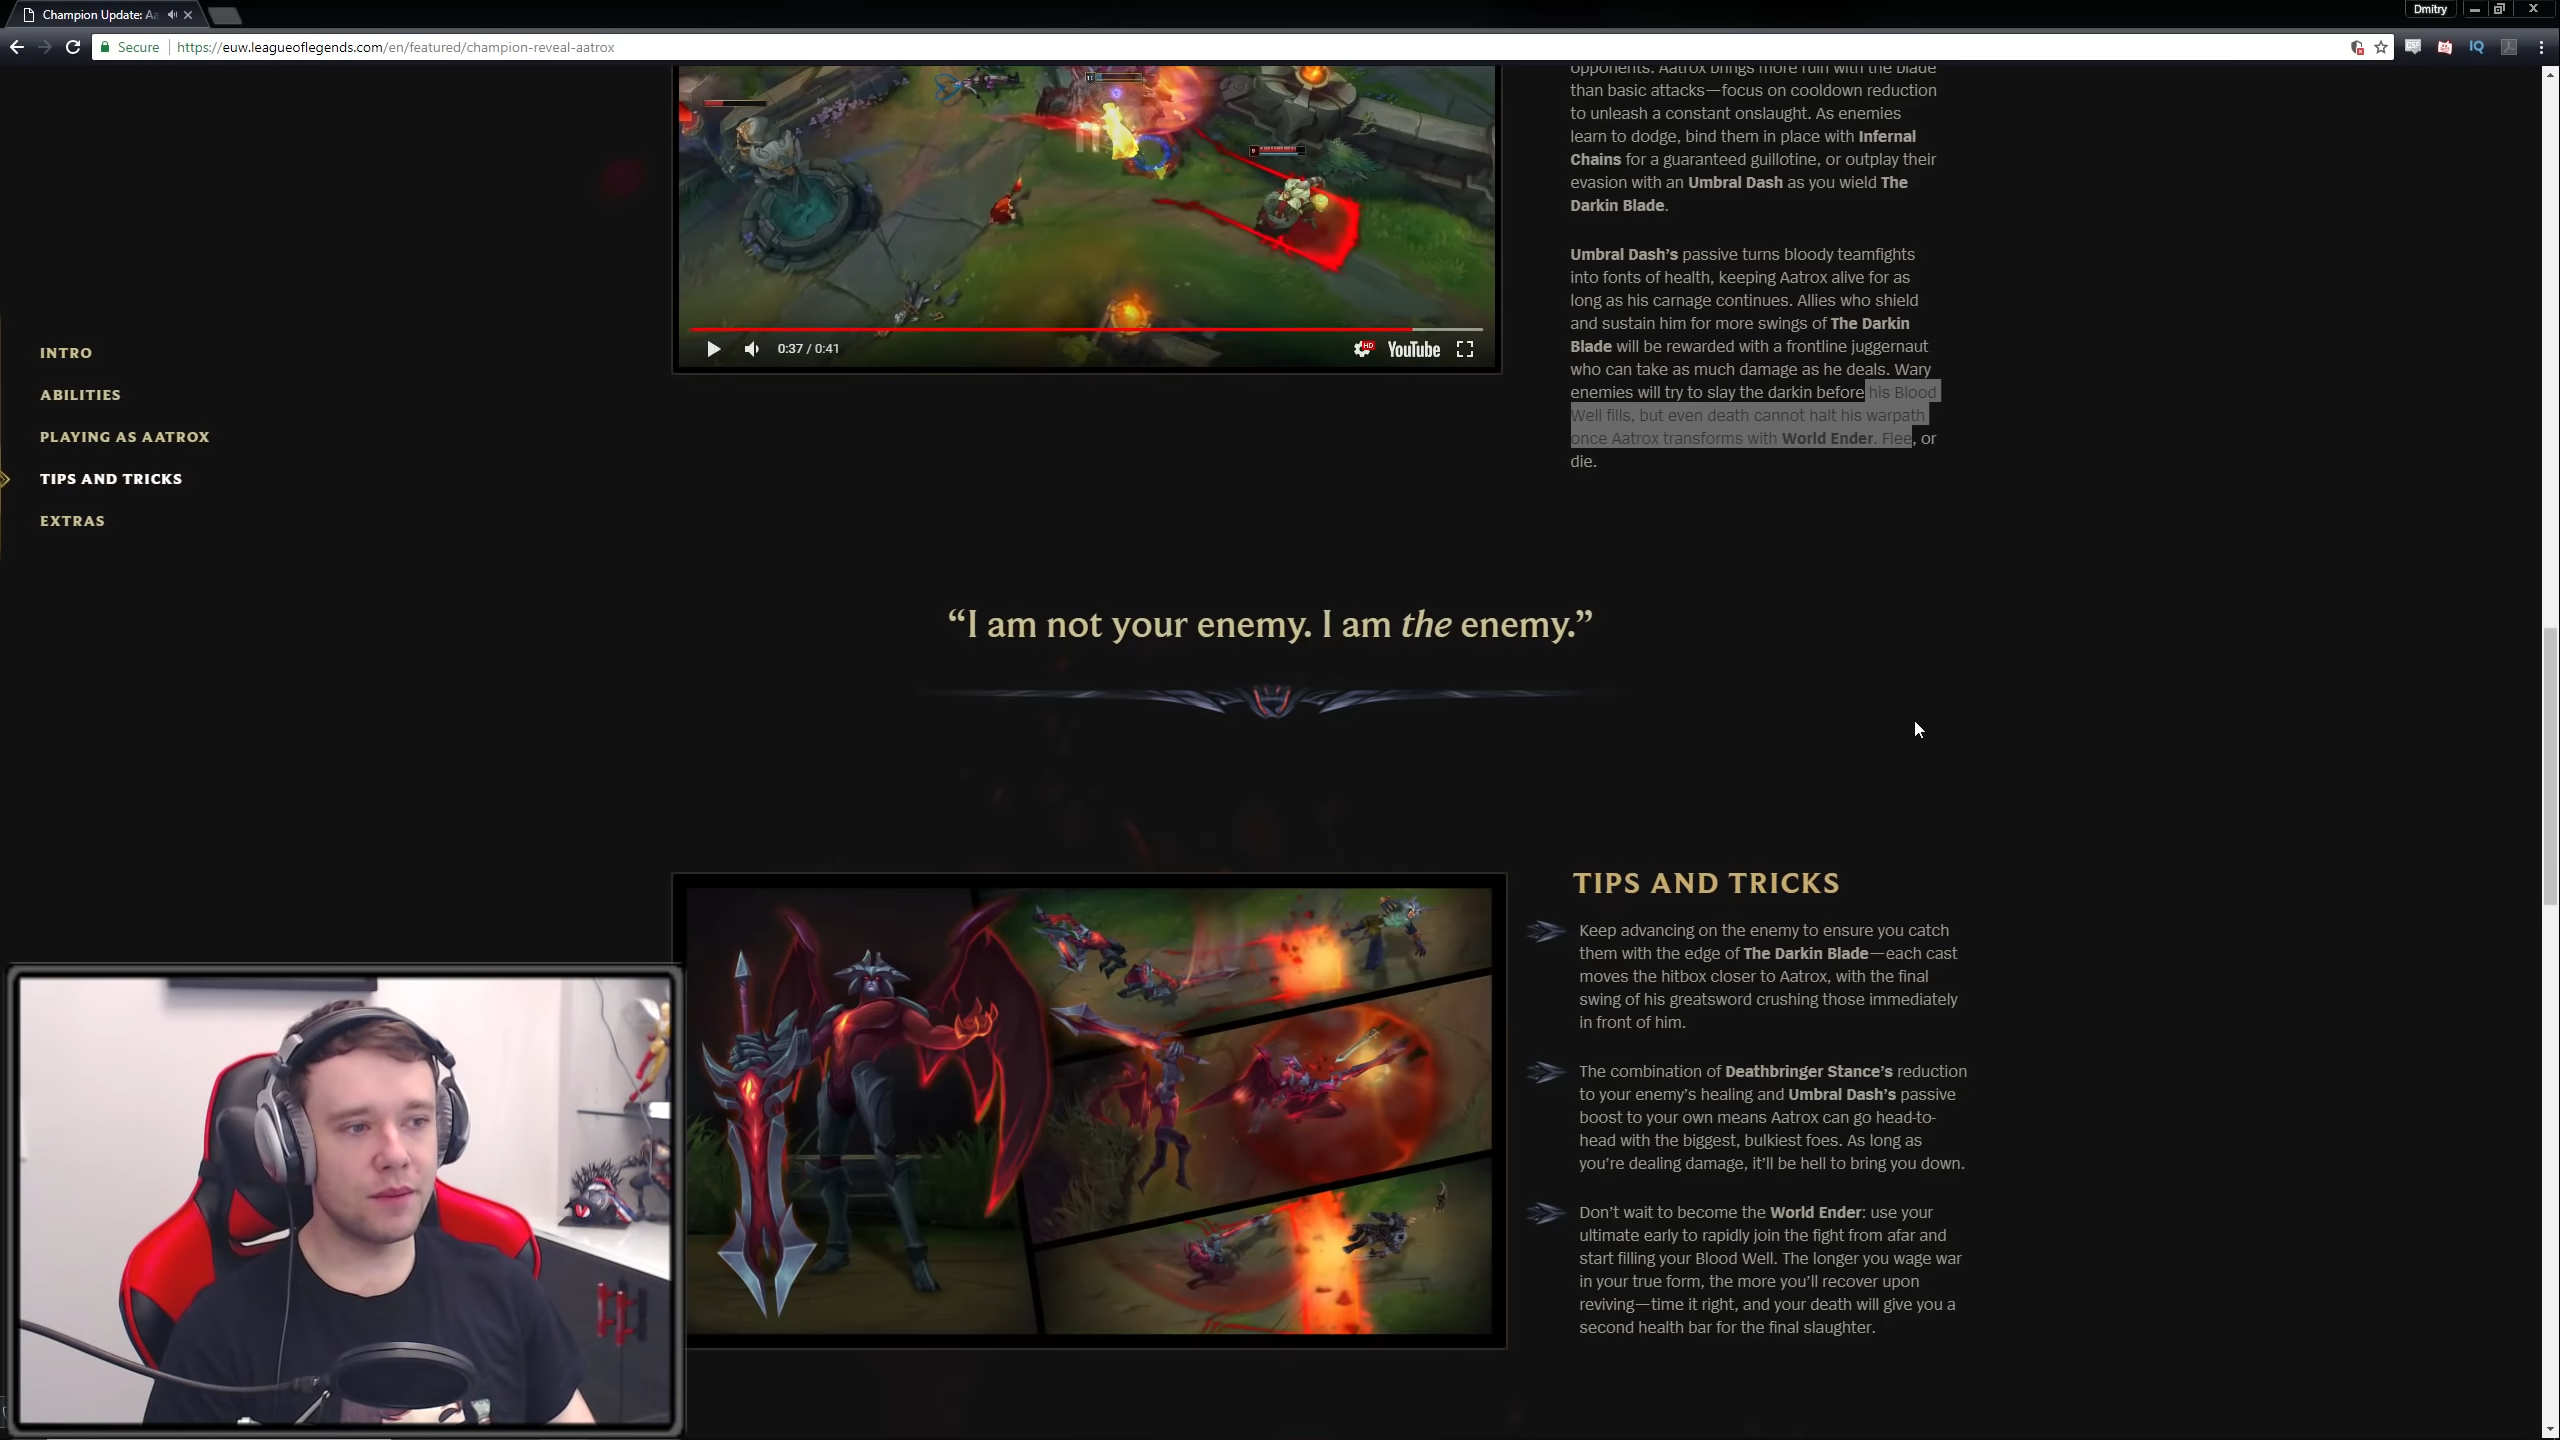 Champion Update: Aa
Dmitry
Secure
https://euw.leagueoflegends.com/en/featured/champion-reveal-aatrox
IQ
INTRO
ABILITIES
PLAYING AS AATROX
TIPS AND TRICKS
EXTRAS
0:37 / 0:41
HD
YouTube
opponents. Aatrox brings more ruin with the blade
than basic attacks—focus on cooldown reduction
to unleash a constant onslaught. As enemies
learn to dodge, bind them in place with Infernal
Chains for a guaranteed guillotine, or outplay their
evasion with an Umbral Dash as you wield The
Darkin Blade.
Umbral Dash’s passive turns bloody teamfights
into fonts of health, keeping Aatrox alive for as
long as his carnage continues. Allies who shield
and sustain him for more swings of The Darkin
Blade will be rewarded with a frontline juggernaut
who can take as much damage as he deals. Wary
enemies will try to slay the darkin before his Blood
Well fills, but even death cannot halt his warpath
once Aatrox transforms with World Ender. Flee, or
die.
“I am not your enemy. I am the enemy.”
TIPS AND TRICKS
Keep advancing on the enemy to ensure you catch
them with the edge of The Darkin Blade—each cast
moves the hitbox closer to Aatrox, with the final
swing of his greatsword crushing those immediately
in front of him.
The combination of Deathbringer Stance’s reduction
to your enemy’s healing and Umbral Dash’s passive
boost to your own means Aatrox can go head-to-
head with the biggest, bulkiest foes. As long as
you’re dealing damage, it’ll be hell to bring you down.
Don’t wait to become the World Ender: use your
ultimate early to rapidly join the fight from afar and
start filling your Blood Well. The longer you wage war
in your true form, the more you’ll recover upon
reviving—time it right, and your death will give you a
second health bar for the final slaughter.